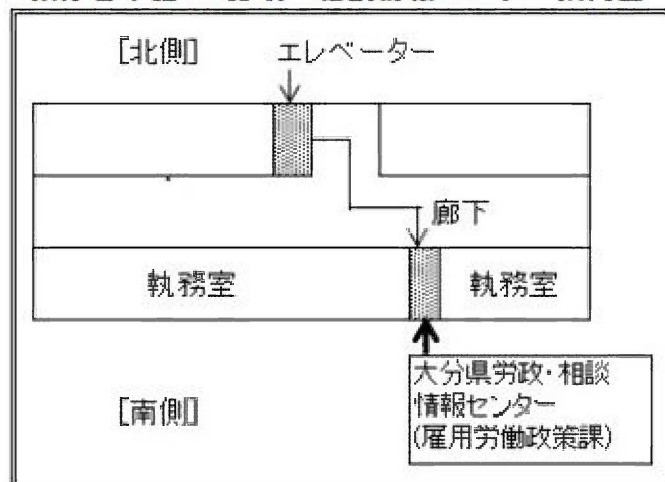 [北側]
エレベーター
廊下
執務室
執務室
大分県労政・相談
情報センター
(雇用労働政策課)
[南側]